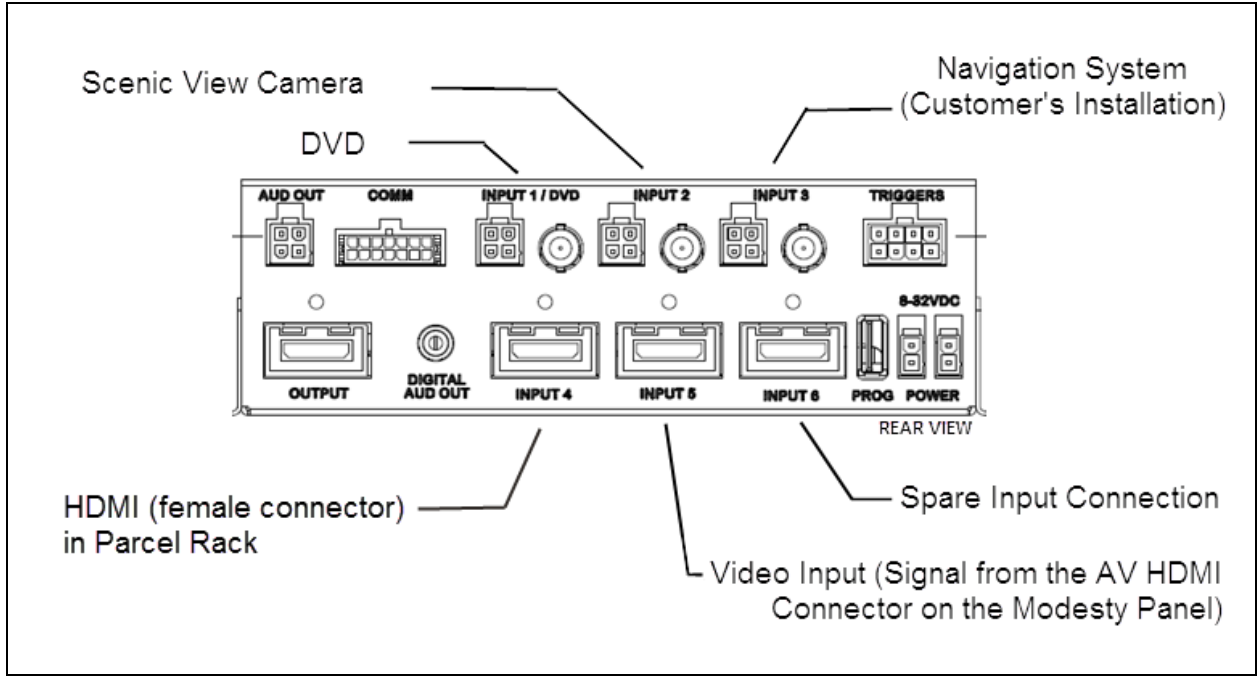 Scenic View Camera
Navigation System
(Customer's Installation)
DVD
AUD OUT
COMM
INPUT 1 / DVD
INPUT 2
INPUT 3
TRIGGERS
8-32VDC
OUTPUT
DIGITAL
AUD OUT
INPUT 4
INPUT 5
INPUT 6
PROG
POWER
REAR VIEW
HDMI (female connector)
in Parcel Rack
Spare Input Connection
Video Input (Signal from the AV HDMI
Connector on the Modesty Panel)